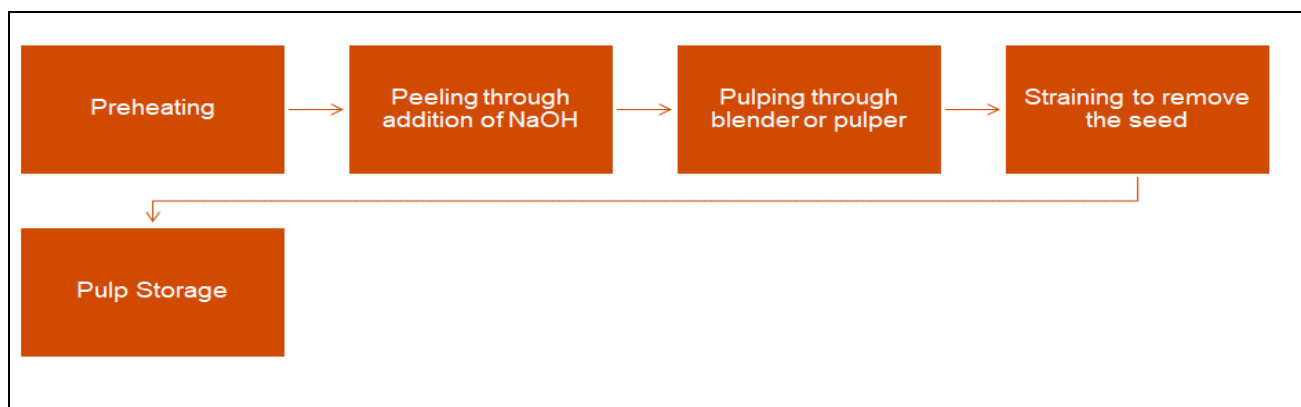 Preheating
Peeling through
addition of NaOH
Pulping through
blender or pulper
Straining to remove
the seed
Pulp Storage